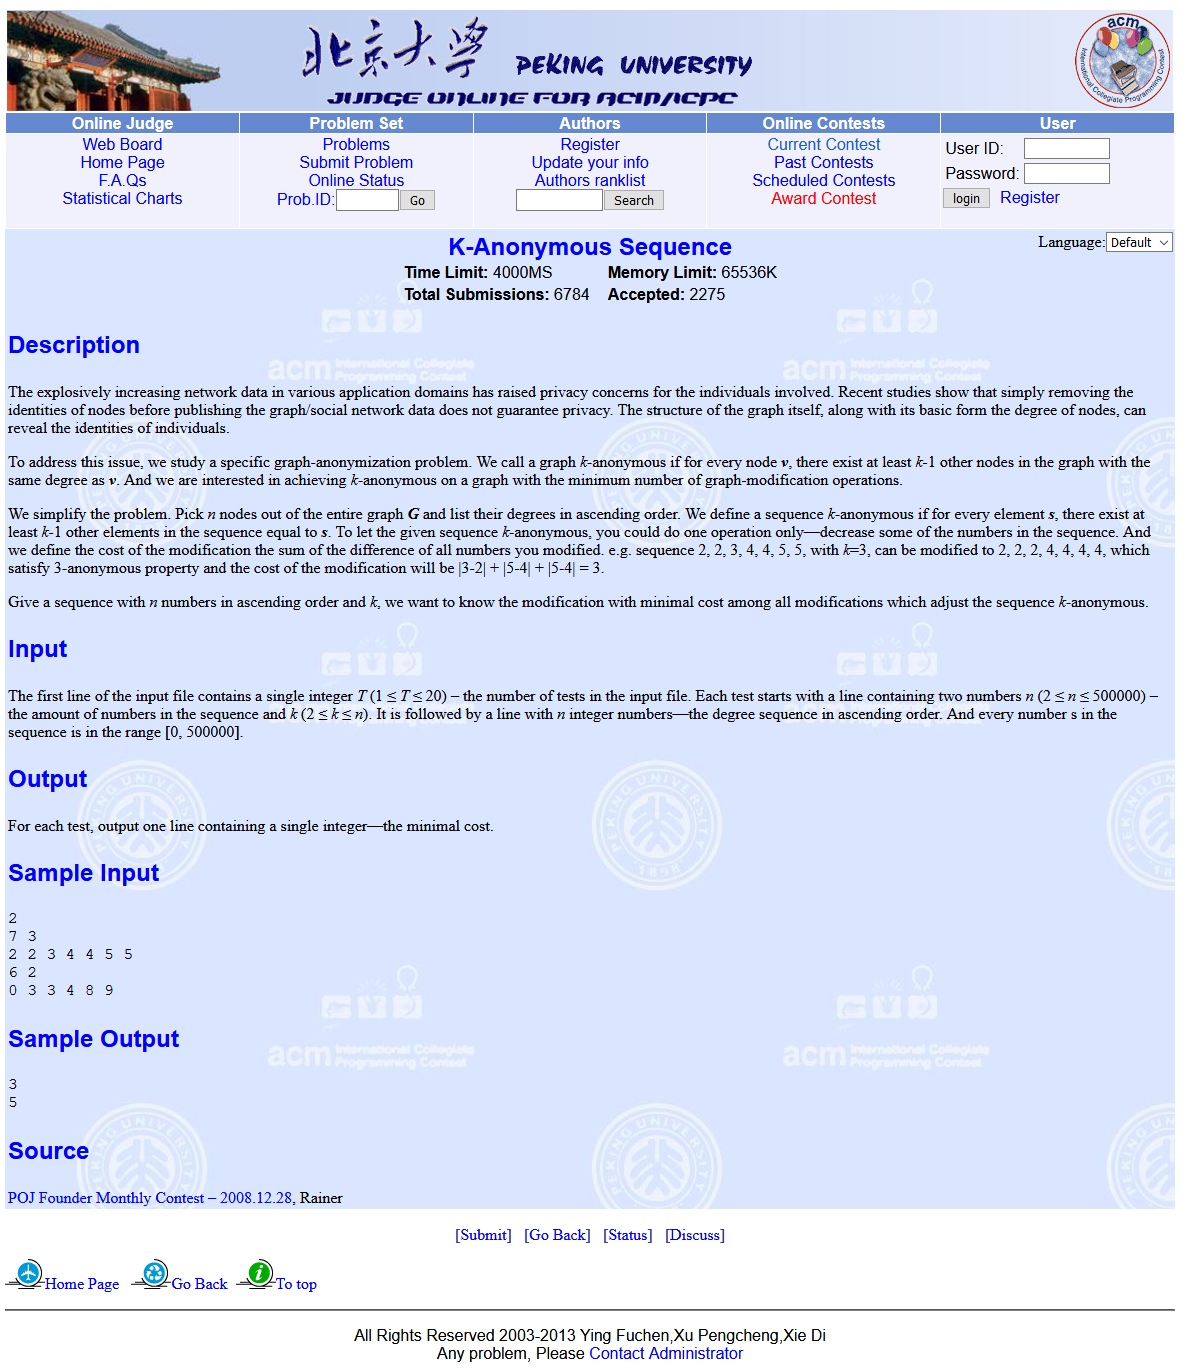 北京大學 PEKING UNIVERSITY
JUDGE ONLINE FOR ACM/ICPC
acm
International Collegiate Programming Contest
Online Judge Problem Set Authors Online Contests User
Web Board Problems Register Current Contest User ID:
Home Page Submit Problem Update your info Past Contests Password:
F.A.Qs Online Status Authors ranklist Scheduled Contests
Statistical Charts Prob.ID: Go Search Award Contest login Register
K-Anonymous Sequence Language: Default
Time Limit: 4000MS Memory Limit: 65536K
Total Submissions: 6784 Accepted: 2275
Description
The explosively increasing network data in various application domains has raised privacy concerns for the individuals involved. Recent studies show that simply removing the
identities of nodes before publishing the graph/social network data does not guarantee privacy. The structure of the graph itself, along with its basic form the degree of nodes, can
reveal the identities of individuals.
To address this issue, we study a specific graph-anonymization problem. We call a graph k-anonymous if for every node v, there exist at least k-1 other nodes in the graph with the
same degree as v. And we are interested in achieving k-anonymous on a graph with the minimum number of graph-modification operations.
We simplify the problem. Pick n nodes out of the entire graph G and list their degrees in ascending order. We define a sequence k-anonymous if for every element s, there exist at
least k-1 other elements in the sequence equal to s. To let the given sequence k-anonymous, you could do one operation only—decrease some of the numbers in the sequence. And
we define the cost of the modification the sum of the difference of all numbers you modified. e.g. sequence 2, 2, 3, 4, 4, 5, 5, with k=3, can be modified to 2, 2, 2, 4, 4, 4, 4, which
satisfy 3-anonymous property and the cost of the modification will be |3-2| + |5-4| + |5-4| = 3.
Give a sequence with n numbers in ascending order and k, we want to know the modification with minimal cost among all modifications which adjust the sequence k-anonymous.
Input
The first line of the input file contains a single integer T (1 ≤ T ≤ 20) – the number of tests in the input file. Each test starts with a line containing two numbers n (2 ≤ n ≤ 500000) –
the amount of numbers in the sequence and k (2 ≤ k ≤ n). It is followed by a line with n integer numbers—the degree sequence in ascending order. And every number s in the
sequence is in the range [0, 500000].
Output
For each test, output one line containing a single integer—the minimal cost.
Sample Input
2
7 3
2 2 3 4 4 5 5
6 2
0 3 3 4 8 9
Sample Output
3
5
Source
POJ Founder Monthly Contest – 2008.12.28, Rainer
[Submit] [Go Back] [Status] [Discuss]
Home Page Go Back To top
All Rights Reserved 2003-2013 Ying Fuchen,Xu Pengcheng,Xie Di
Any problem, Please Contact Administrator